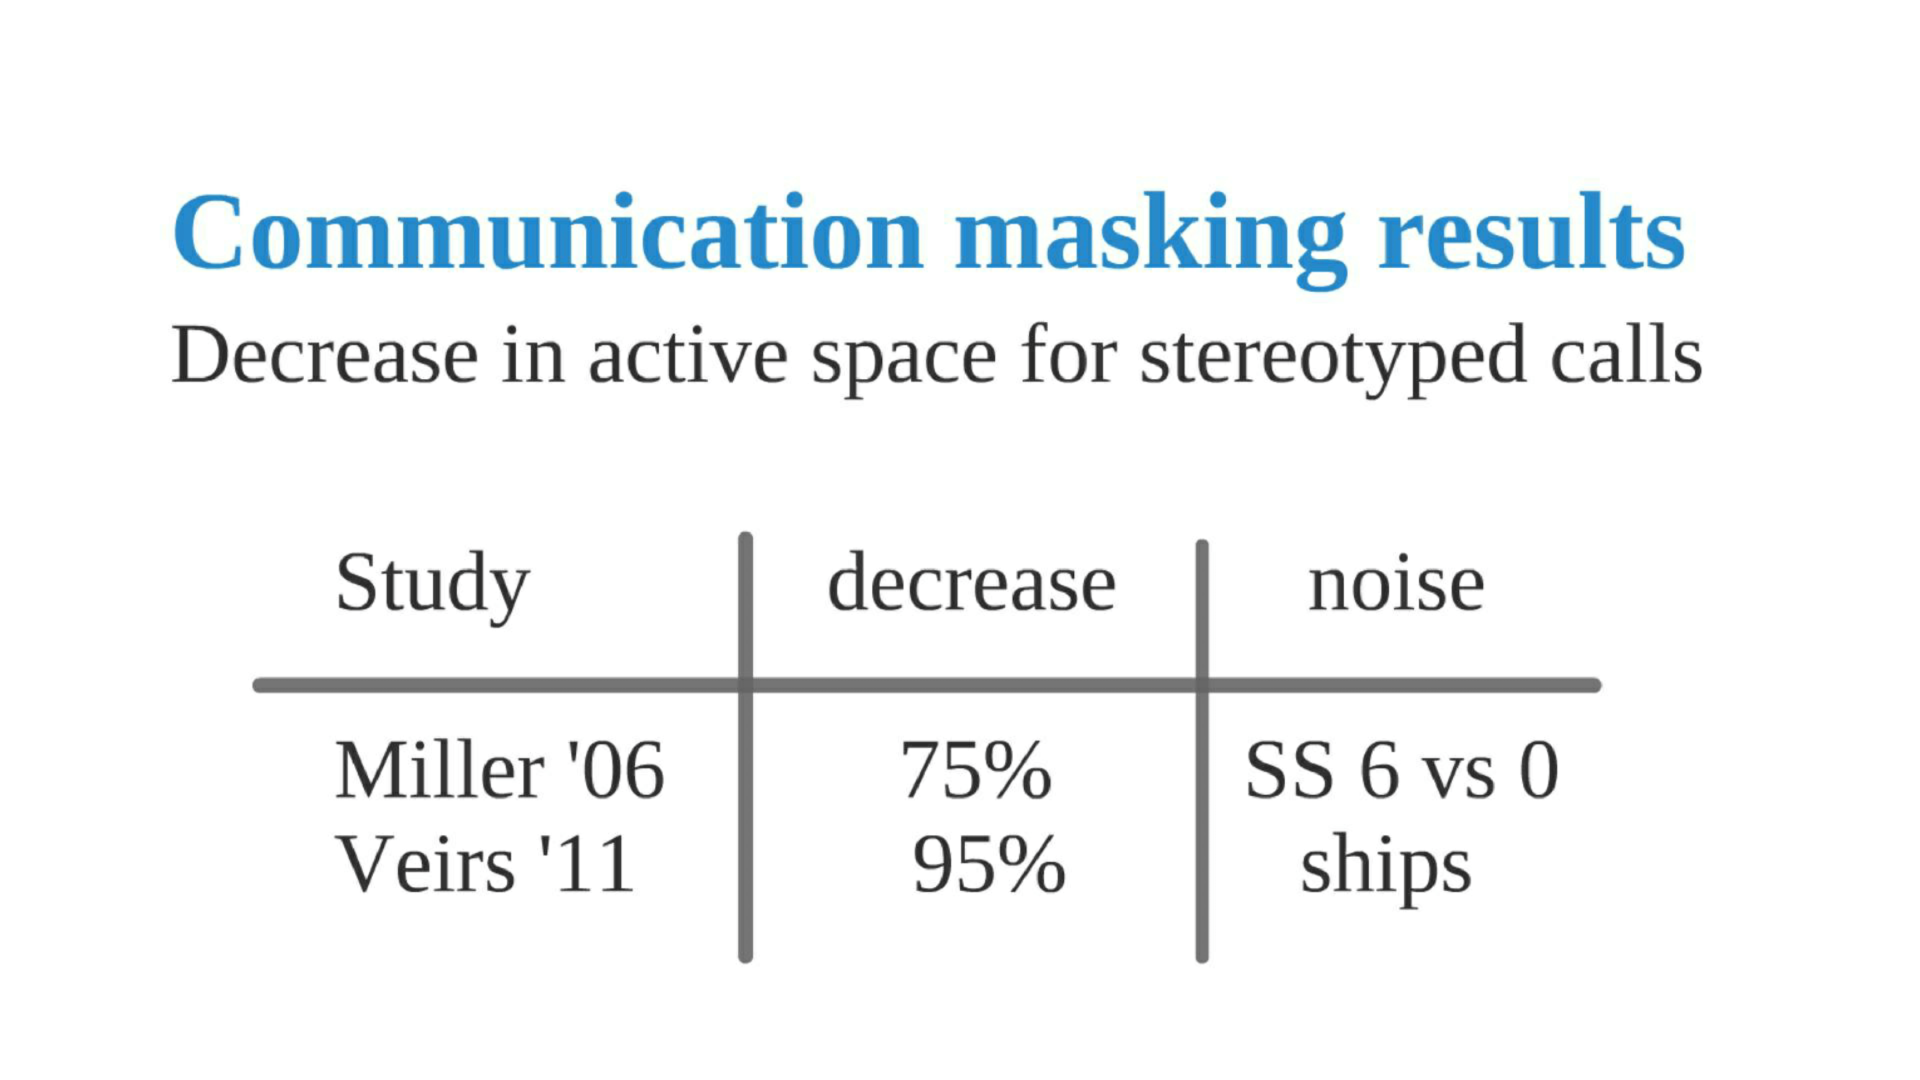 Communication masking results
Decrease in active space for stereotyped calls
Study decrease noise
Miller '06 75% SS 6 vs 0
Veirs '11 95% ships